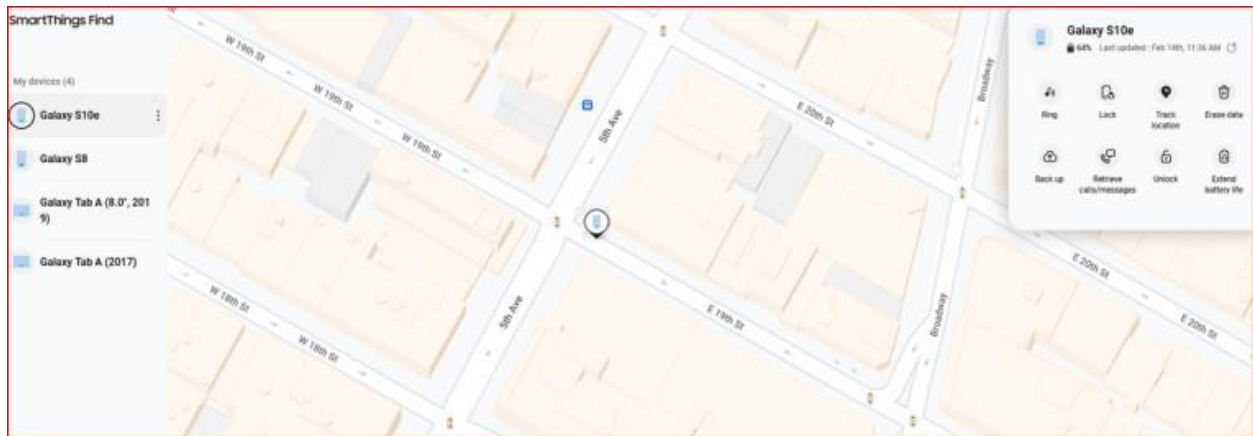 SmartThings Find
My devices (4)
Galaxy S10e
Galaxy S8
Galaxy Tab A (8.0", 201
9)
Galaxy Tab A (2017)
W 19th St
W 19th St
W 19th St
W 18th St
W 18th St
5th Ave
5th Ave
E 20th St
E 19th St
Broadway
Broadway
E 20th St
E 20th St
Galaxy S10e
64% Last updated : Feb 14th, 11:36 AM
Ring
Lock
Track
location
Erase data
Back up
Retrieve
calls/messages
Unlock
Extend
battery life